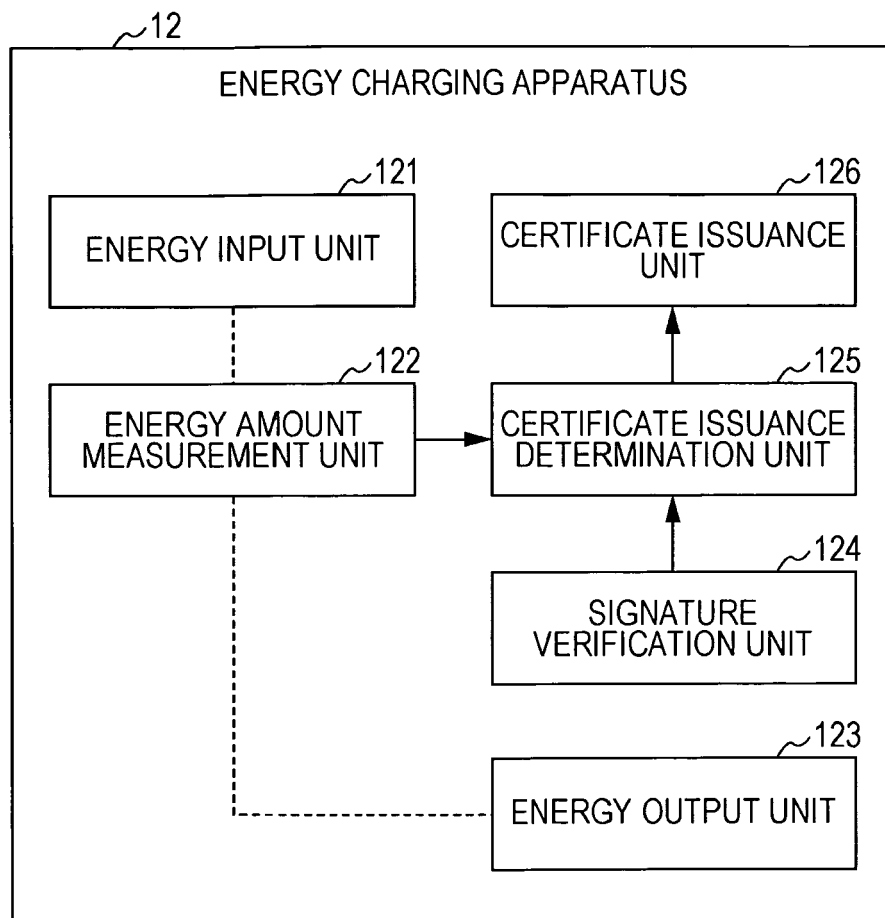 12
ENERGY CHARGING APPARATUS
121
ENERGY INPUT UNIT
126
CERTIFICATE ISSUANCE
UNIT
122
ENERGY AMOUNT
MEASUREMENT UNIT
125
CERTIFICATE ISSUANCE
DETERMINATION UNIT
124
SIGNATURE
VERIFICATION UNIT
123
ENERGY OUTPUT UNIT